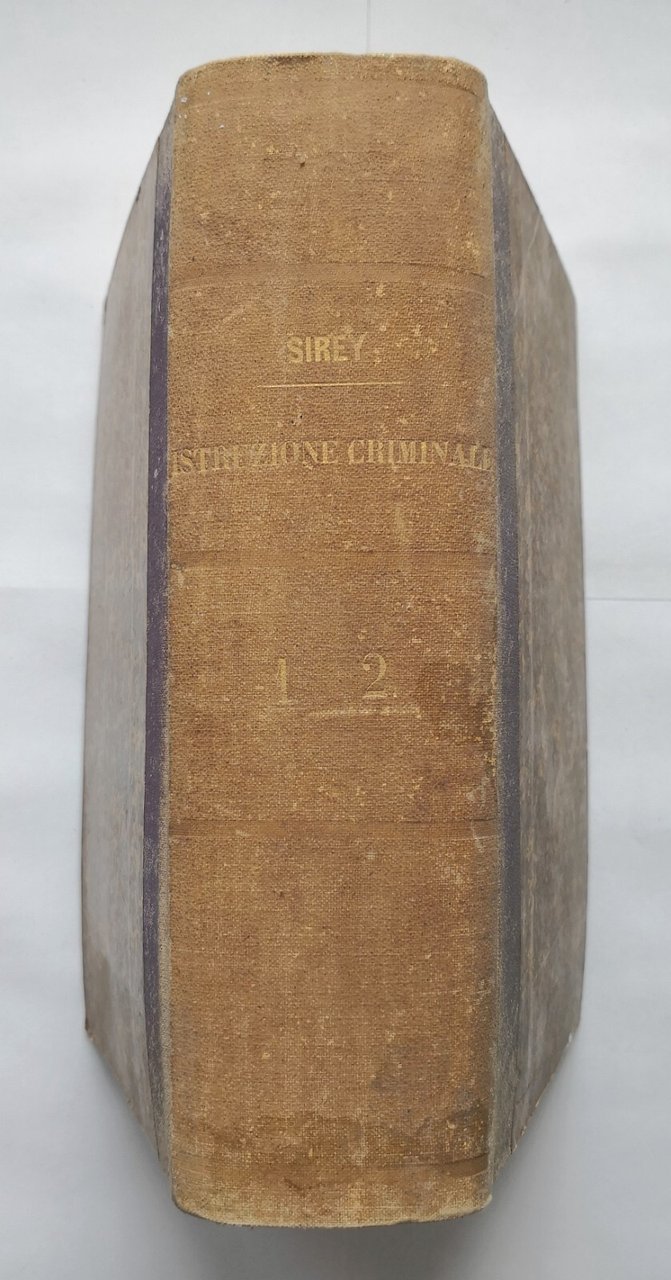 SIREY
ISTRUZIONE CRIMINALE
1 2